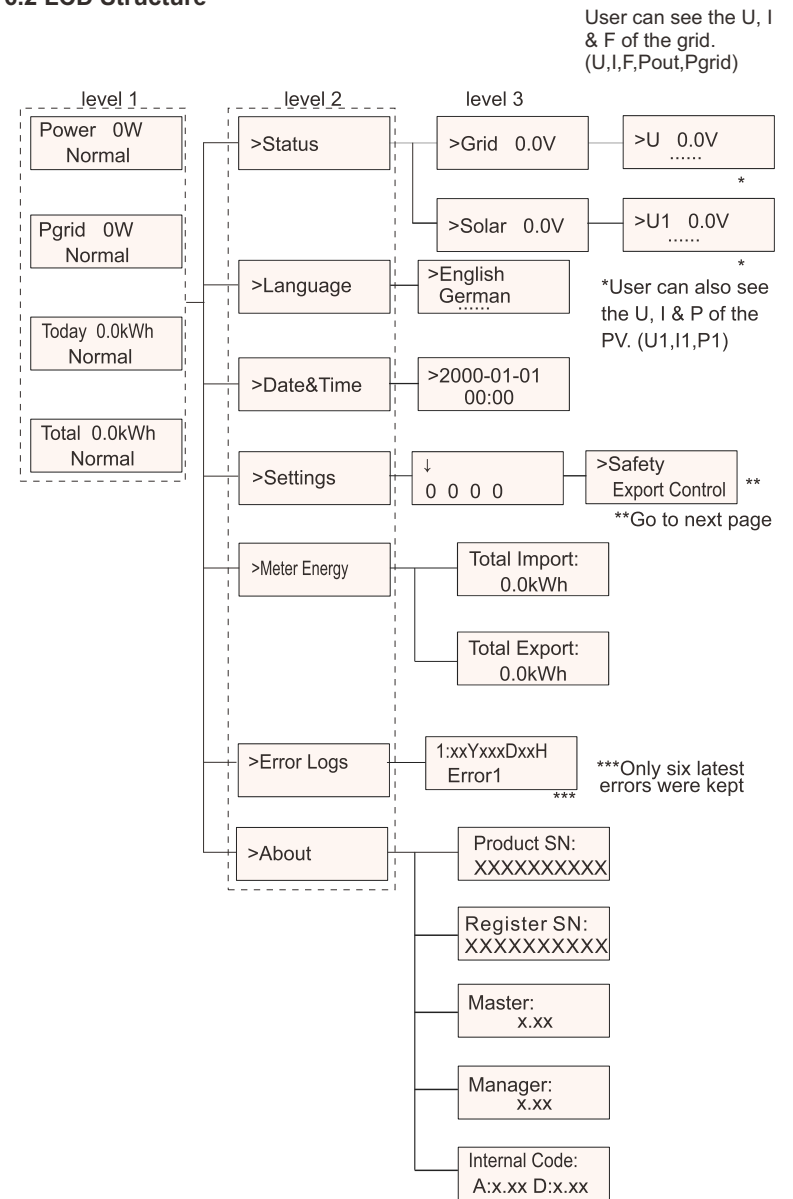 6.2 LCD Structure
User can see the U, I
& F of the grid.
(U,I,F,Pout,Pgrid)
level 1
level 2
level 3
Power 0W
Normal
Pgrid 0W
Normal
Today 0.0kWh
Normal
Total 0.0kWh
Normal
>Status
>Grid 0.0V
>U 0.0V
......
*
>Solar 0.0V
>U1 0.0V
......
*
*User can also see
the U, I & P of the
PV. (U1,I1,P1)
>Language
>English
German
......
>Date&Time
>2000-01-01
00:00
>Settings
↓
0 0 0 0
>Safety
Export Control
**
**Go to next page
>Meter Energy
Total Import:
0.0kWh
Total Export:
0.0kWh
>Error Logs
1:xxYxxxDxxH
Error1
***
***Only six latest
errors were kept
>About
Product SN:
XXXXXXXXXX
Register SN:
XXXXXXXXXX
Master:
x.xx
Manager:
x.xx
Internal Code:
A:x.xx D:x.xx